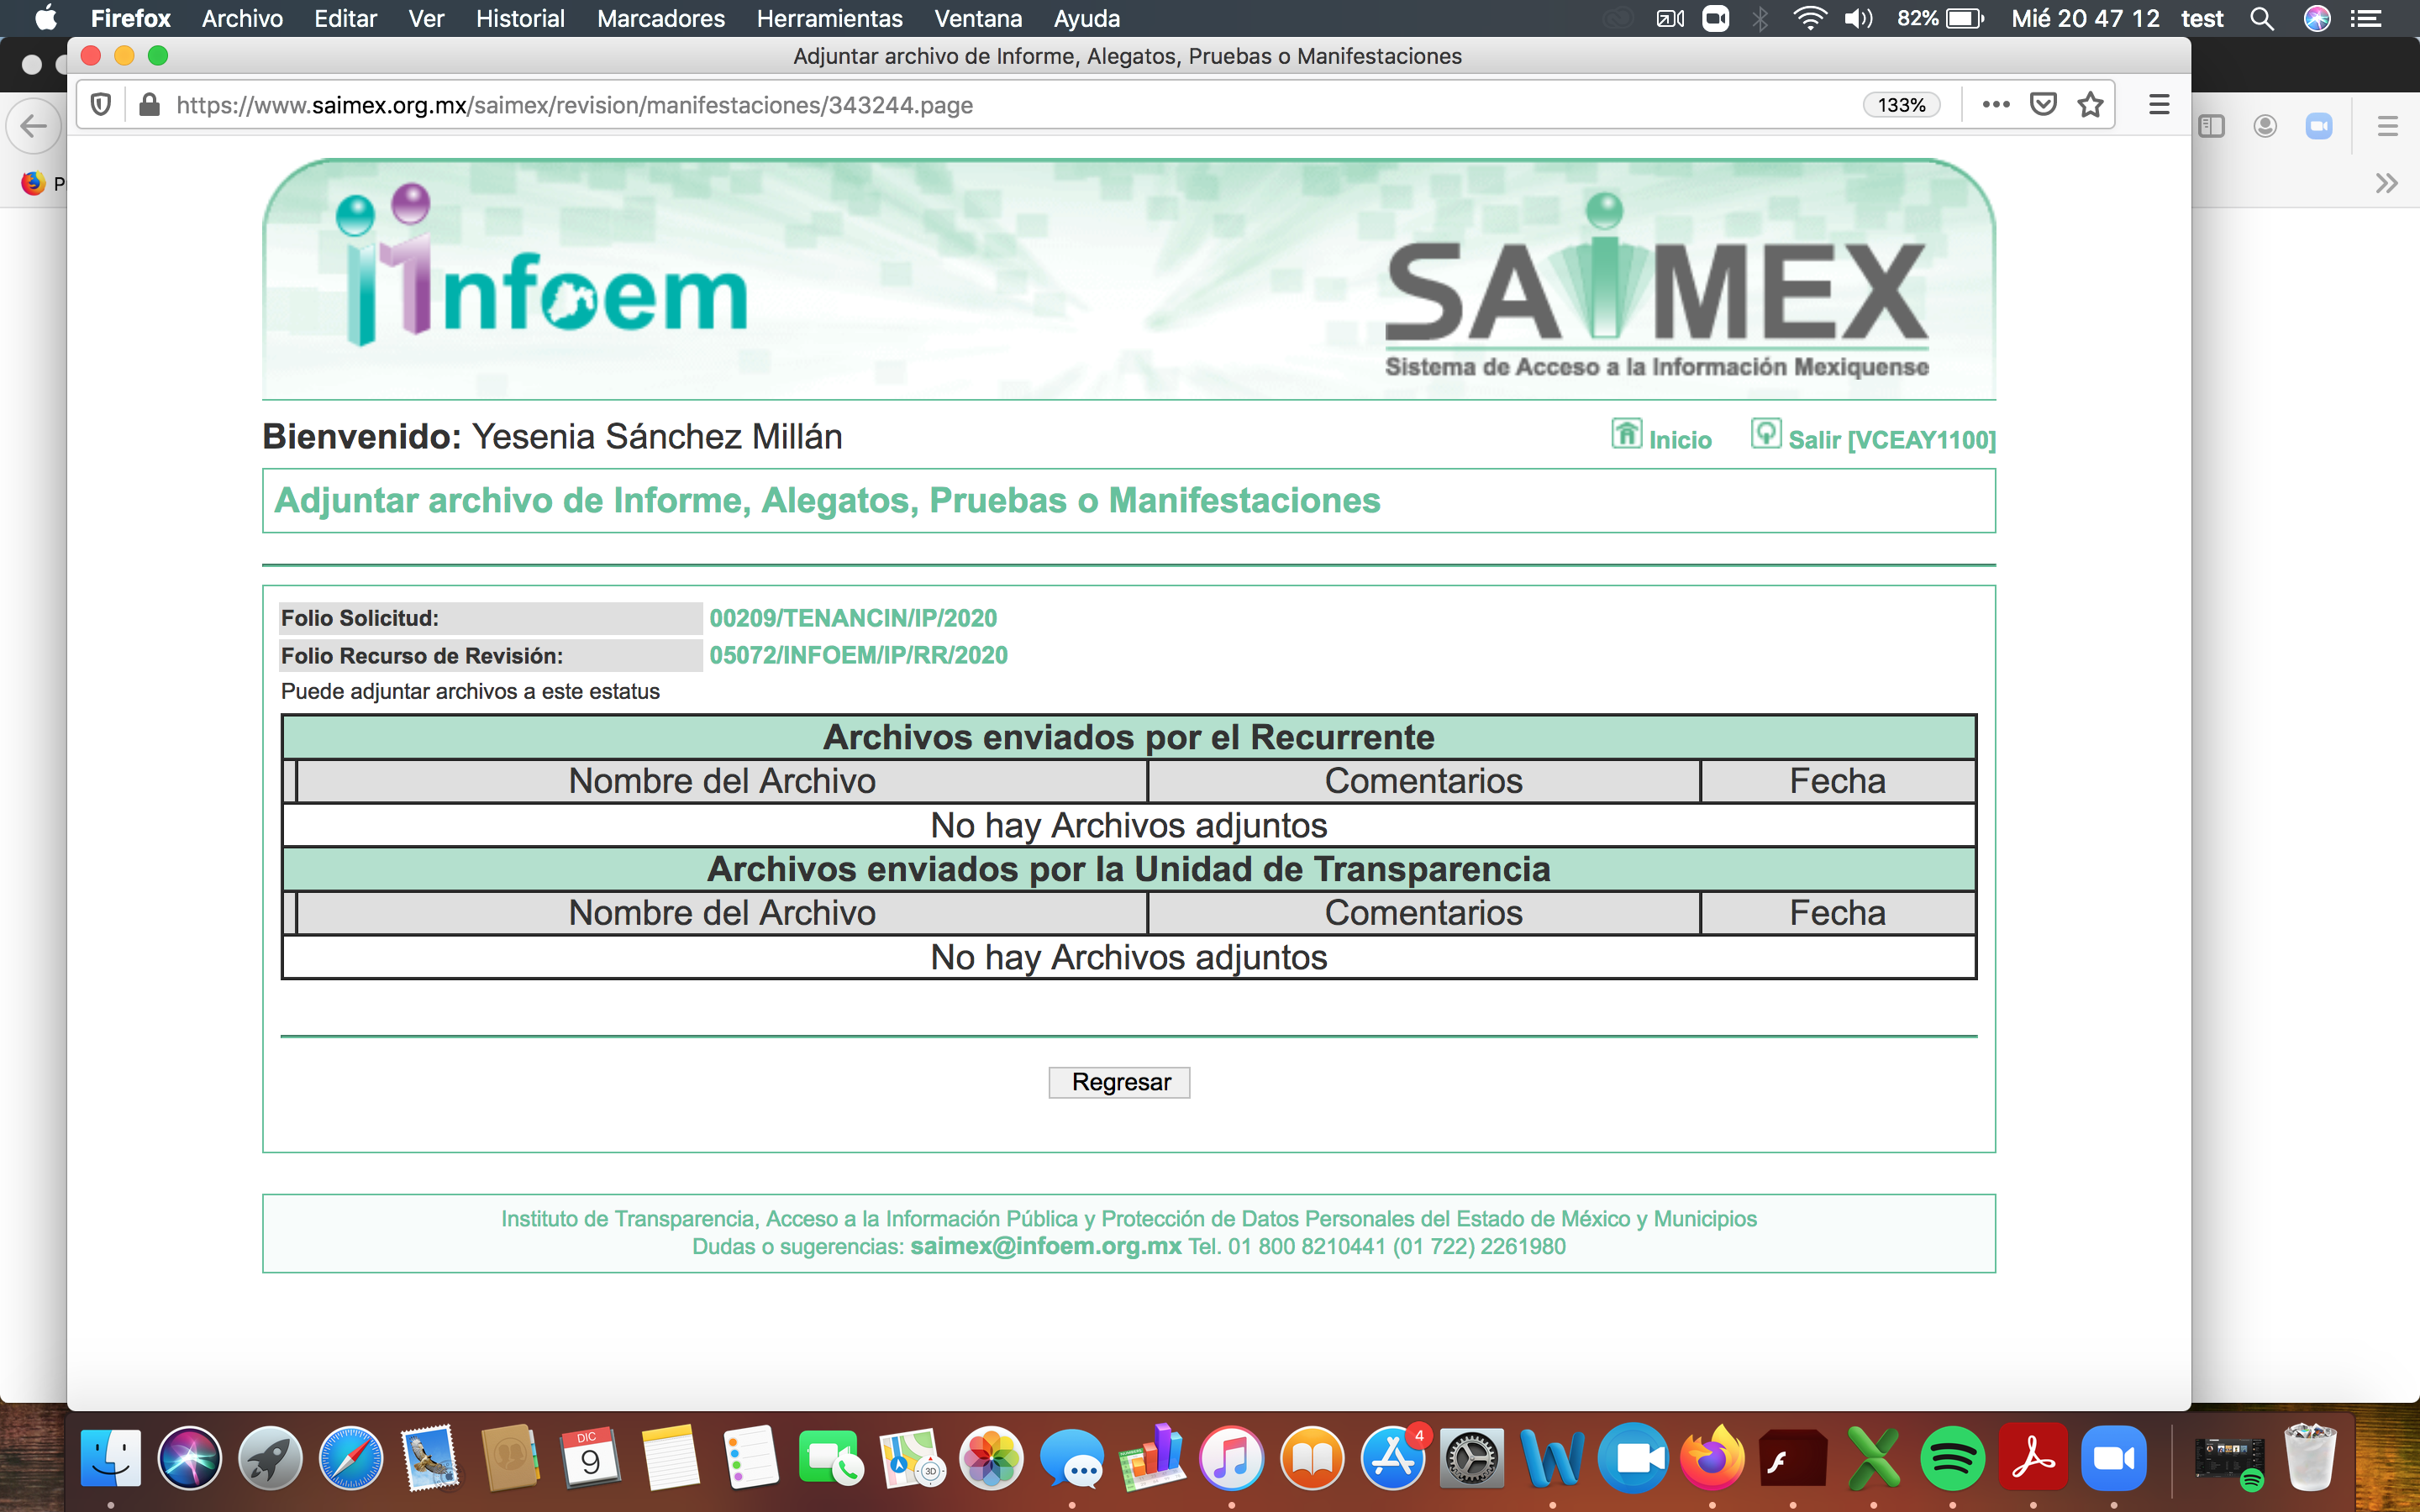 Firefox Archivo Editar Ver Historial Marcadores Herramientas Ventana Ayuda 82% Mié 20 47 12 test
Adjuntar archivo de Informe, Alegatos, Pruebas o Manifestaciones
https://www.saimex.org.mx/saimex/revision/manifestaciones/343244.page 133%
P
infoem
SAIMEX
Sistema de Acceso a la Información Mexiquense
Bienvenido: Yesenia Sánchez Millán Inicio Salir [VCEAY1100]
Adjuntar archivo de Informe, Alegatos, Pruebas o Manifestaciones
Folio Solicitud: 00209/TENANCIN/IP/2020
Folio Recurso de Revisión: 05072/INFOEM/IP/RR/2020
Puede adjuntar archivos a este estatus
Archivos enviados por el Recurrente
Nombre del Archivo Comentarios Fecha
No hay Archivos adjuntos
Archivos enviados por la Unidad de Transparencia
Nombre del Archivo Comentarios Fecha
No hay Archivos adjuntos
Regresar
Instituto de Transparencia, Acceso a la Información Pública y Protección de Datos Personales del Estado de México y Municipios
Dudas o sugerencias: saimex@infoem.org.mx Tel. 01 800 8210441 (01 722) 2261980
DIC
9
3D
4